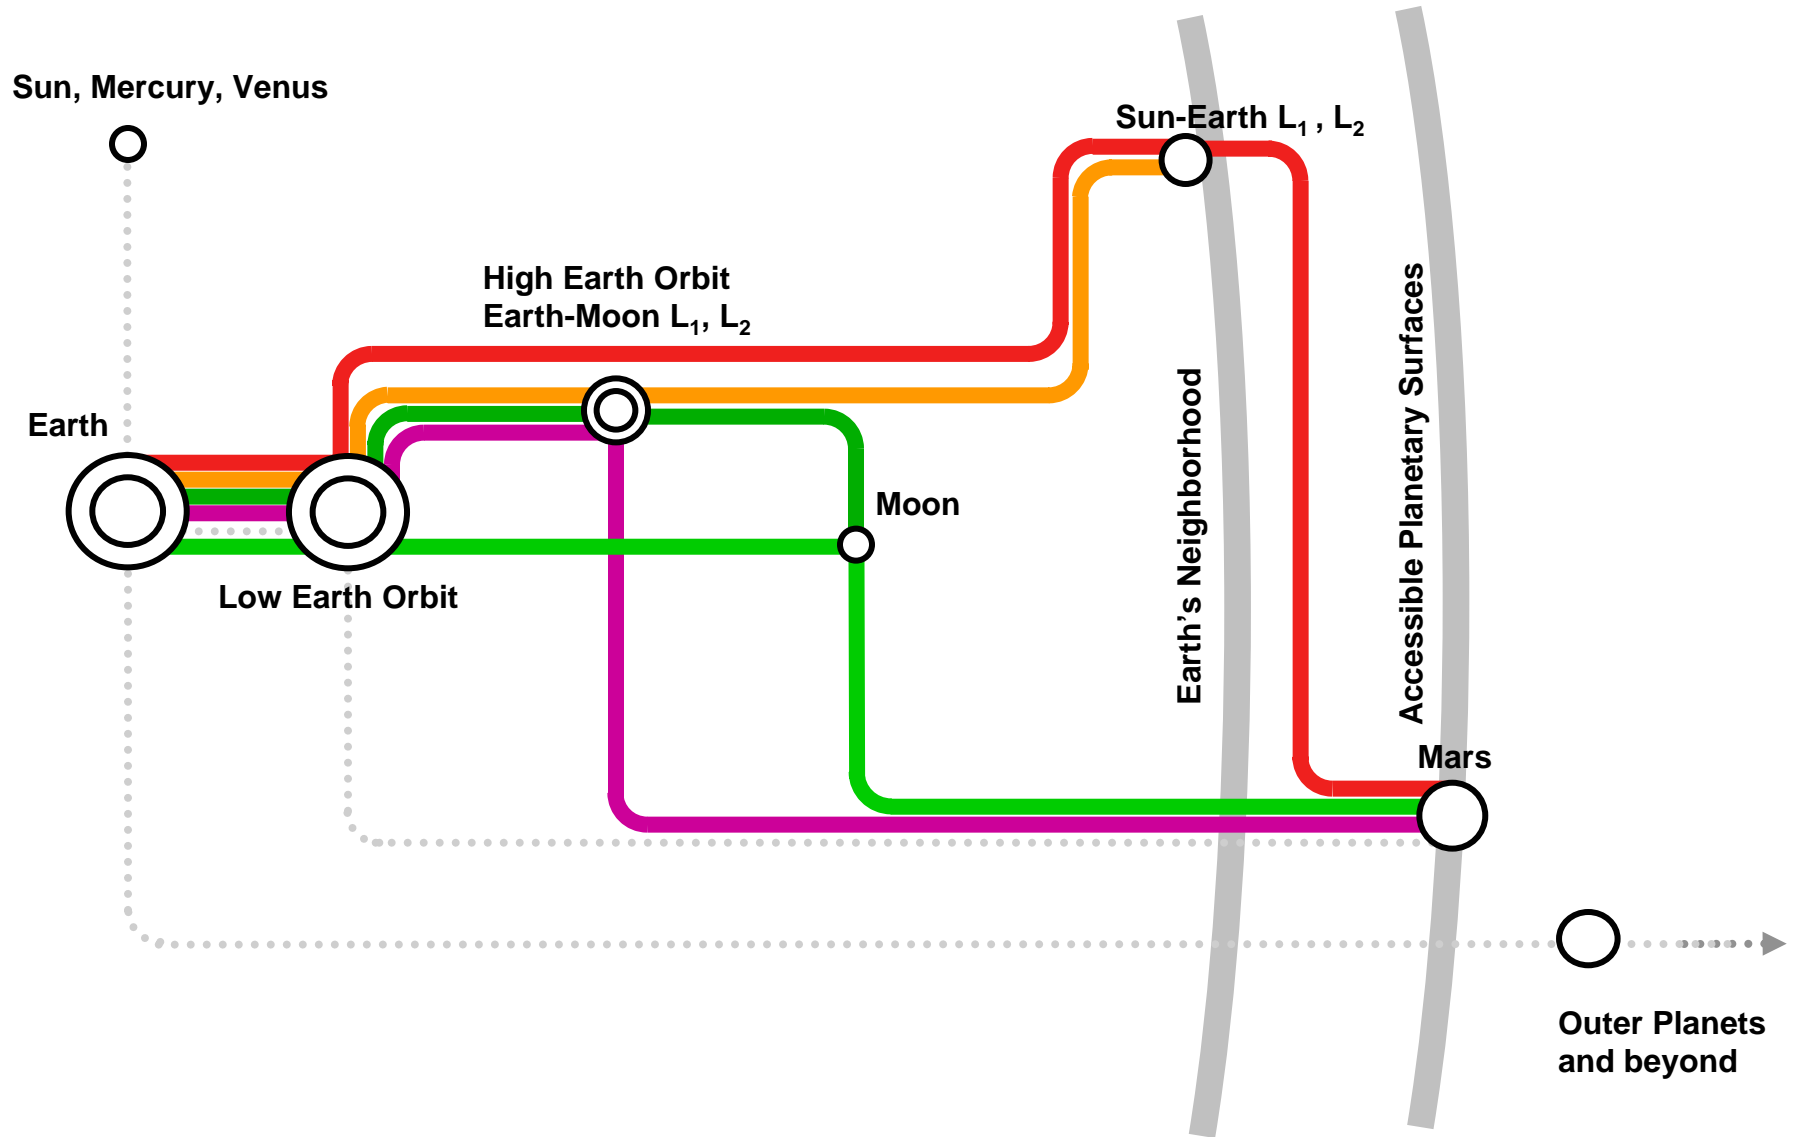 Sun, Mercury, Venus
Sun-Earth L₁ , L₂
High Earth Orbit
Earth-Moon L₁, L₂
Earth
Moon
Low Earth Orbit
Earth’s Neighborhood
Accessible Planetary Surfaces
Mars
Outer Planets
and beyond